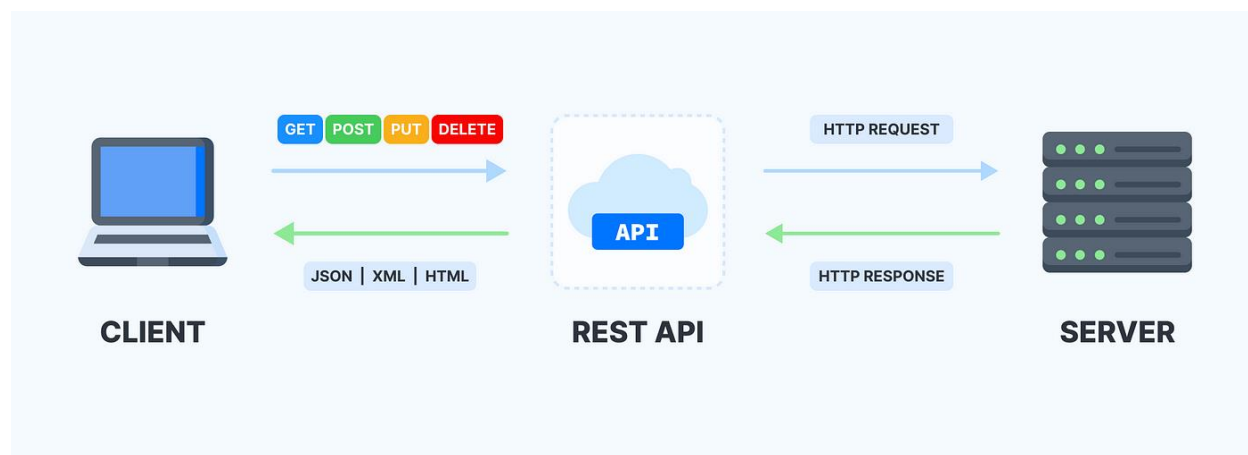 GET POST PUT DELETE
HTTP REQUEST
API
JSON | XML | HTML
HTTP RESPONSE
CLIENT
REST API
SERVER